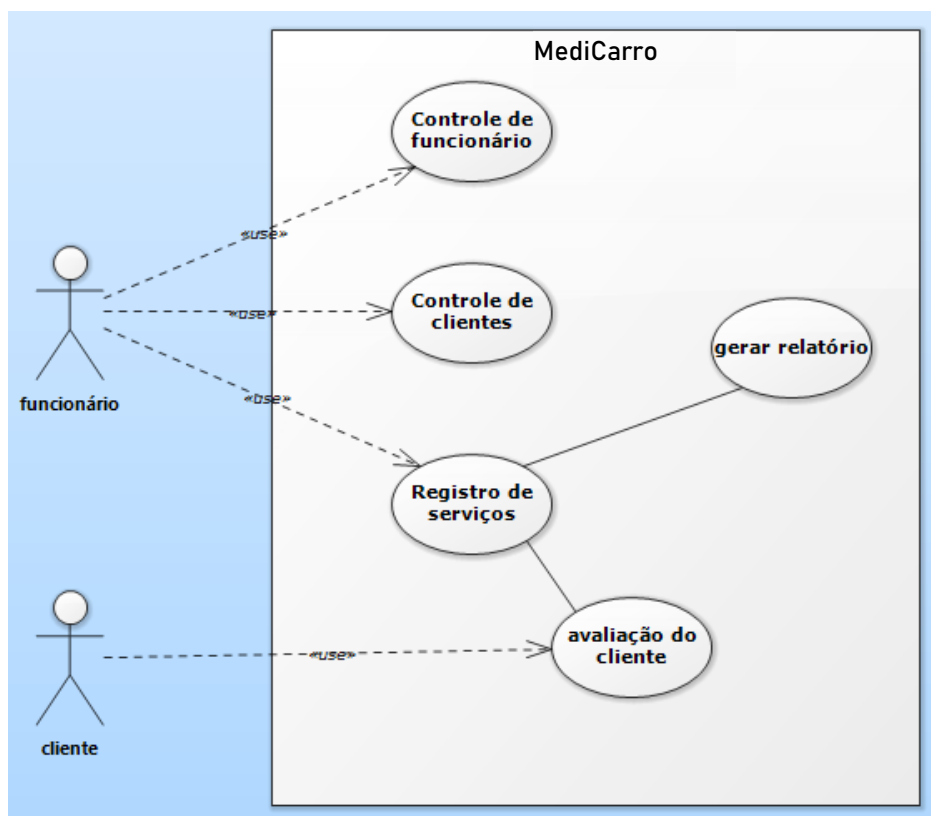 MediCarro
Controle de
funcionário
«use»
Controle de
clientes
«use»
gerar relatório
funcionário
«use»
Registro de
serviços
avaliação do
cliente
«use»
cliente